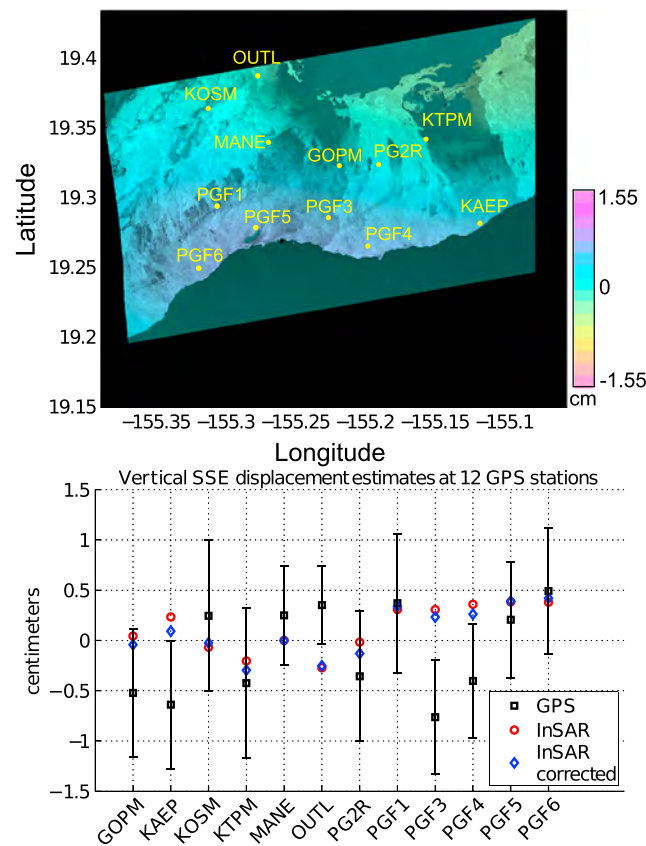 19.4
19.35
19.3
19.25
19.2
19.15
Latitude
OUTL
KOSM
MANE
KTPM
GOPM
PG2R
PGF1
PGF5
PGF3
KAEP
PGF4
PGF6
1.55
0
-1.55
cm
−155.35 −155.3 −155.25 −155.2 −155.15 −155.1
Longitude
Vertical SSE displacement estimates at 12 GPS stations
1.5
1
0.5
0
−0.5
−1
−1.5
centimeters
GPS
InSAR
InSAR
corrected
GOPM
KAEP
KOSM
KTPM
MANE
OUTL
PG2R
PGF1
PGF3
PGF4
PGF5
PGF6